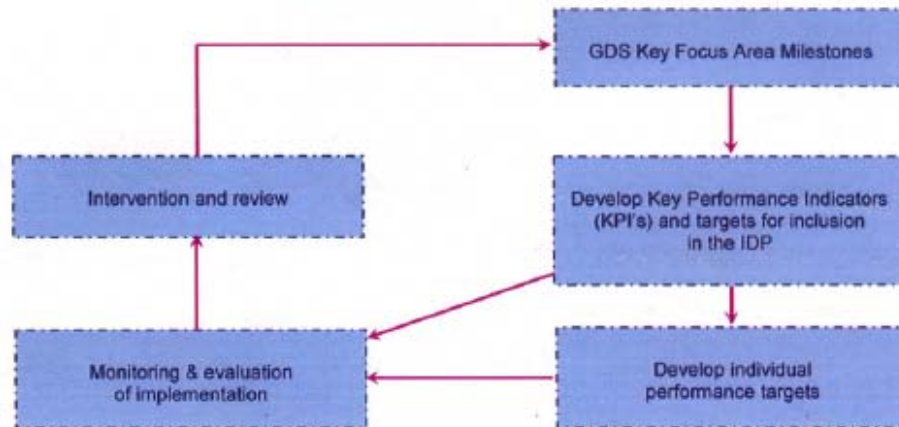 GDS Key Focus Area Milestones
Intervention and review
Develop Key Performance Indicators
(KPI's) and targets for inclusion
in the IDP
Monitoring & evaluation
of implementation
Develop individual
performance targets